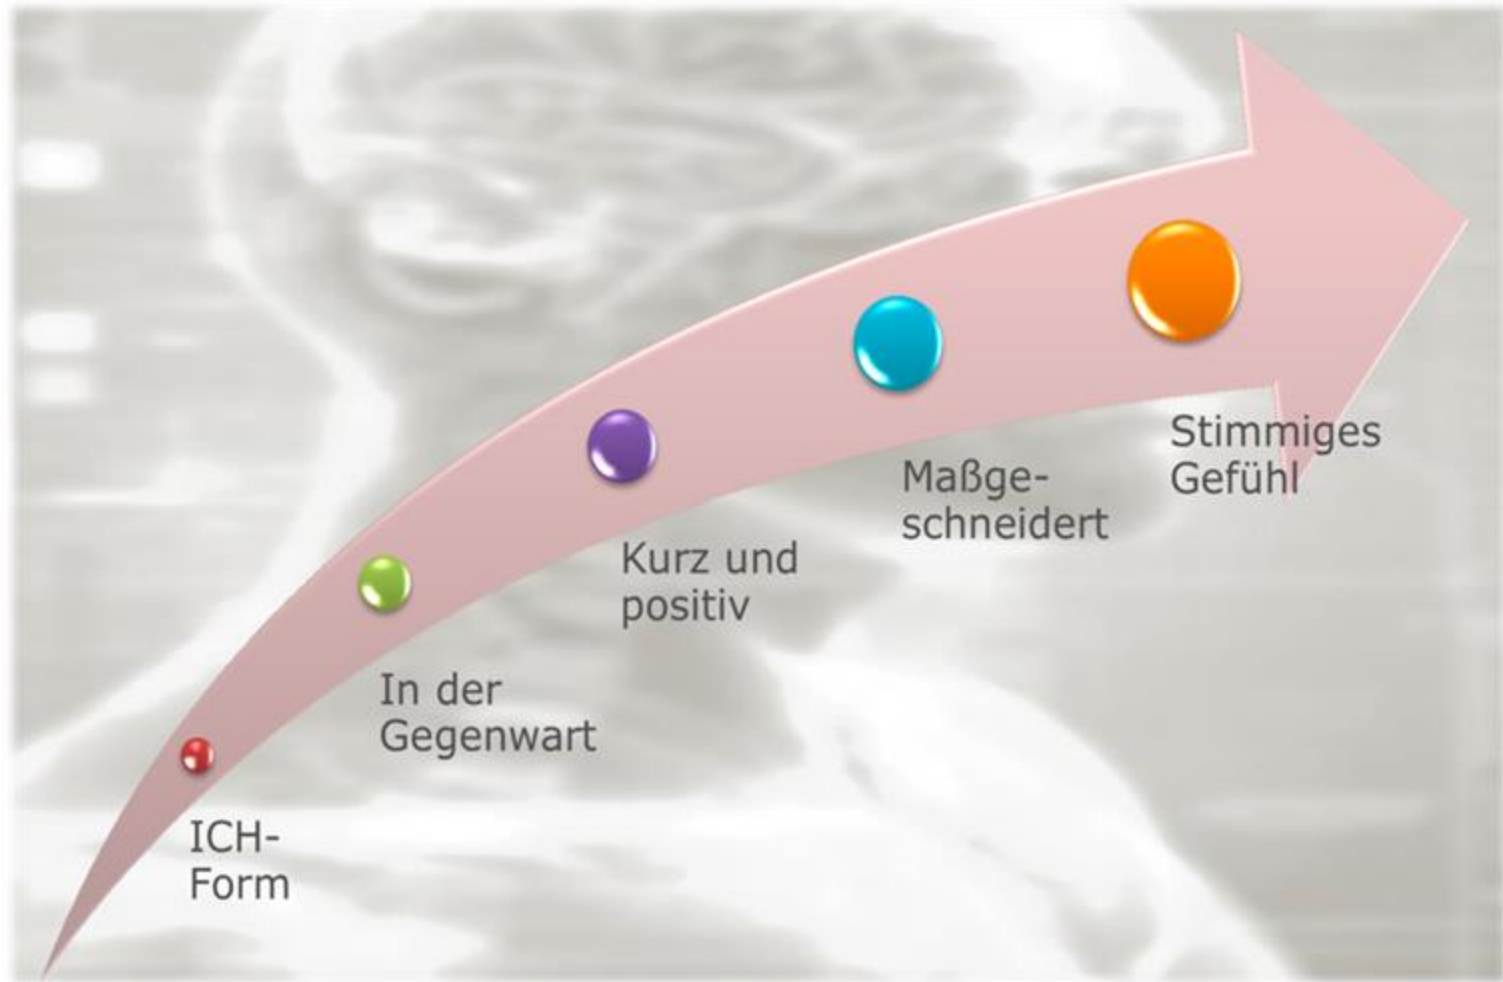 ICH-
Form
In der
Gegenwart
Kurz und
positiv
Maßge-
schneidert
Stimmiges
Gefühl